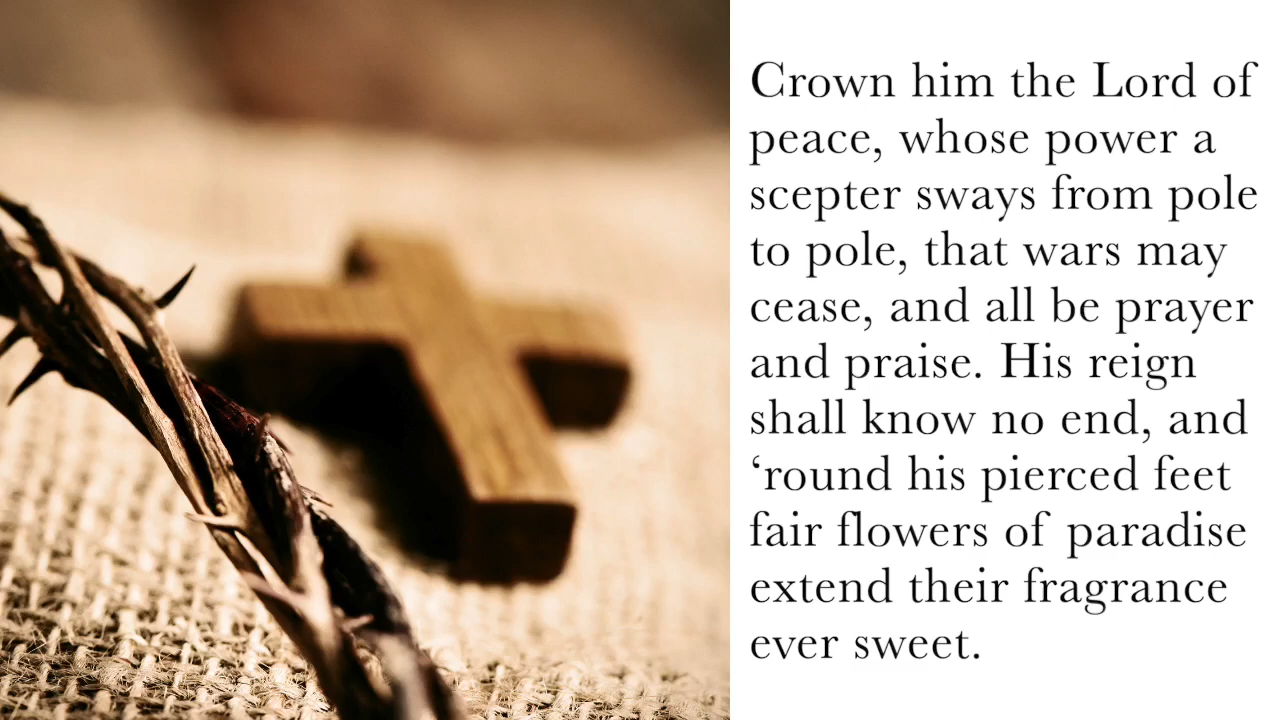 Crown him the Lord of
peace, whose power a
scepter sways from pole
to pole, that wars may
cease, and all be prayer
and praise. His reign
shall know no end, and
‘round his pierced feet
fair flowers of paradise
extend their fragrance
ever sweet.